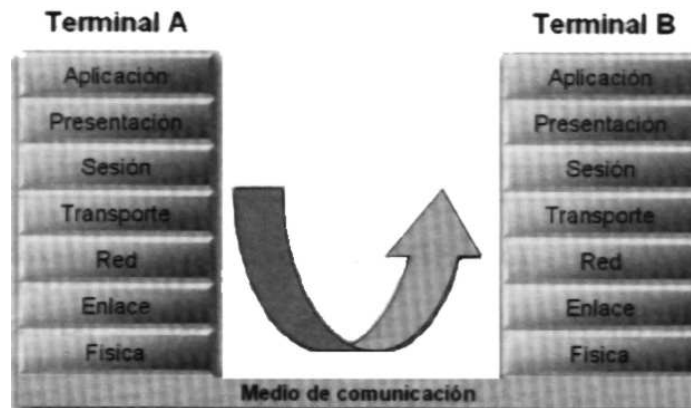 Terminal A
Terminal B
Aplicación
Presentación
Sesión
Transporte
Red
Enlace
Física
Aplicación
Presentación
Sesión
Transporte
Red
Enlace
Física
Medio de comunicación